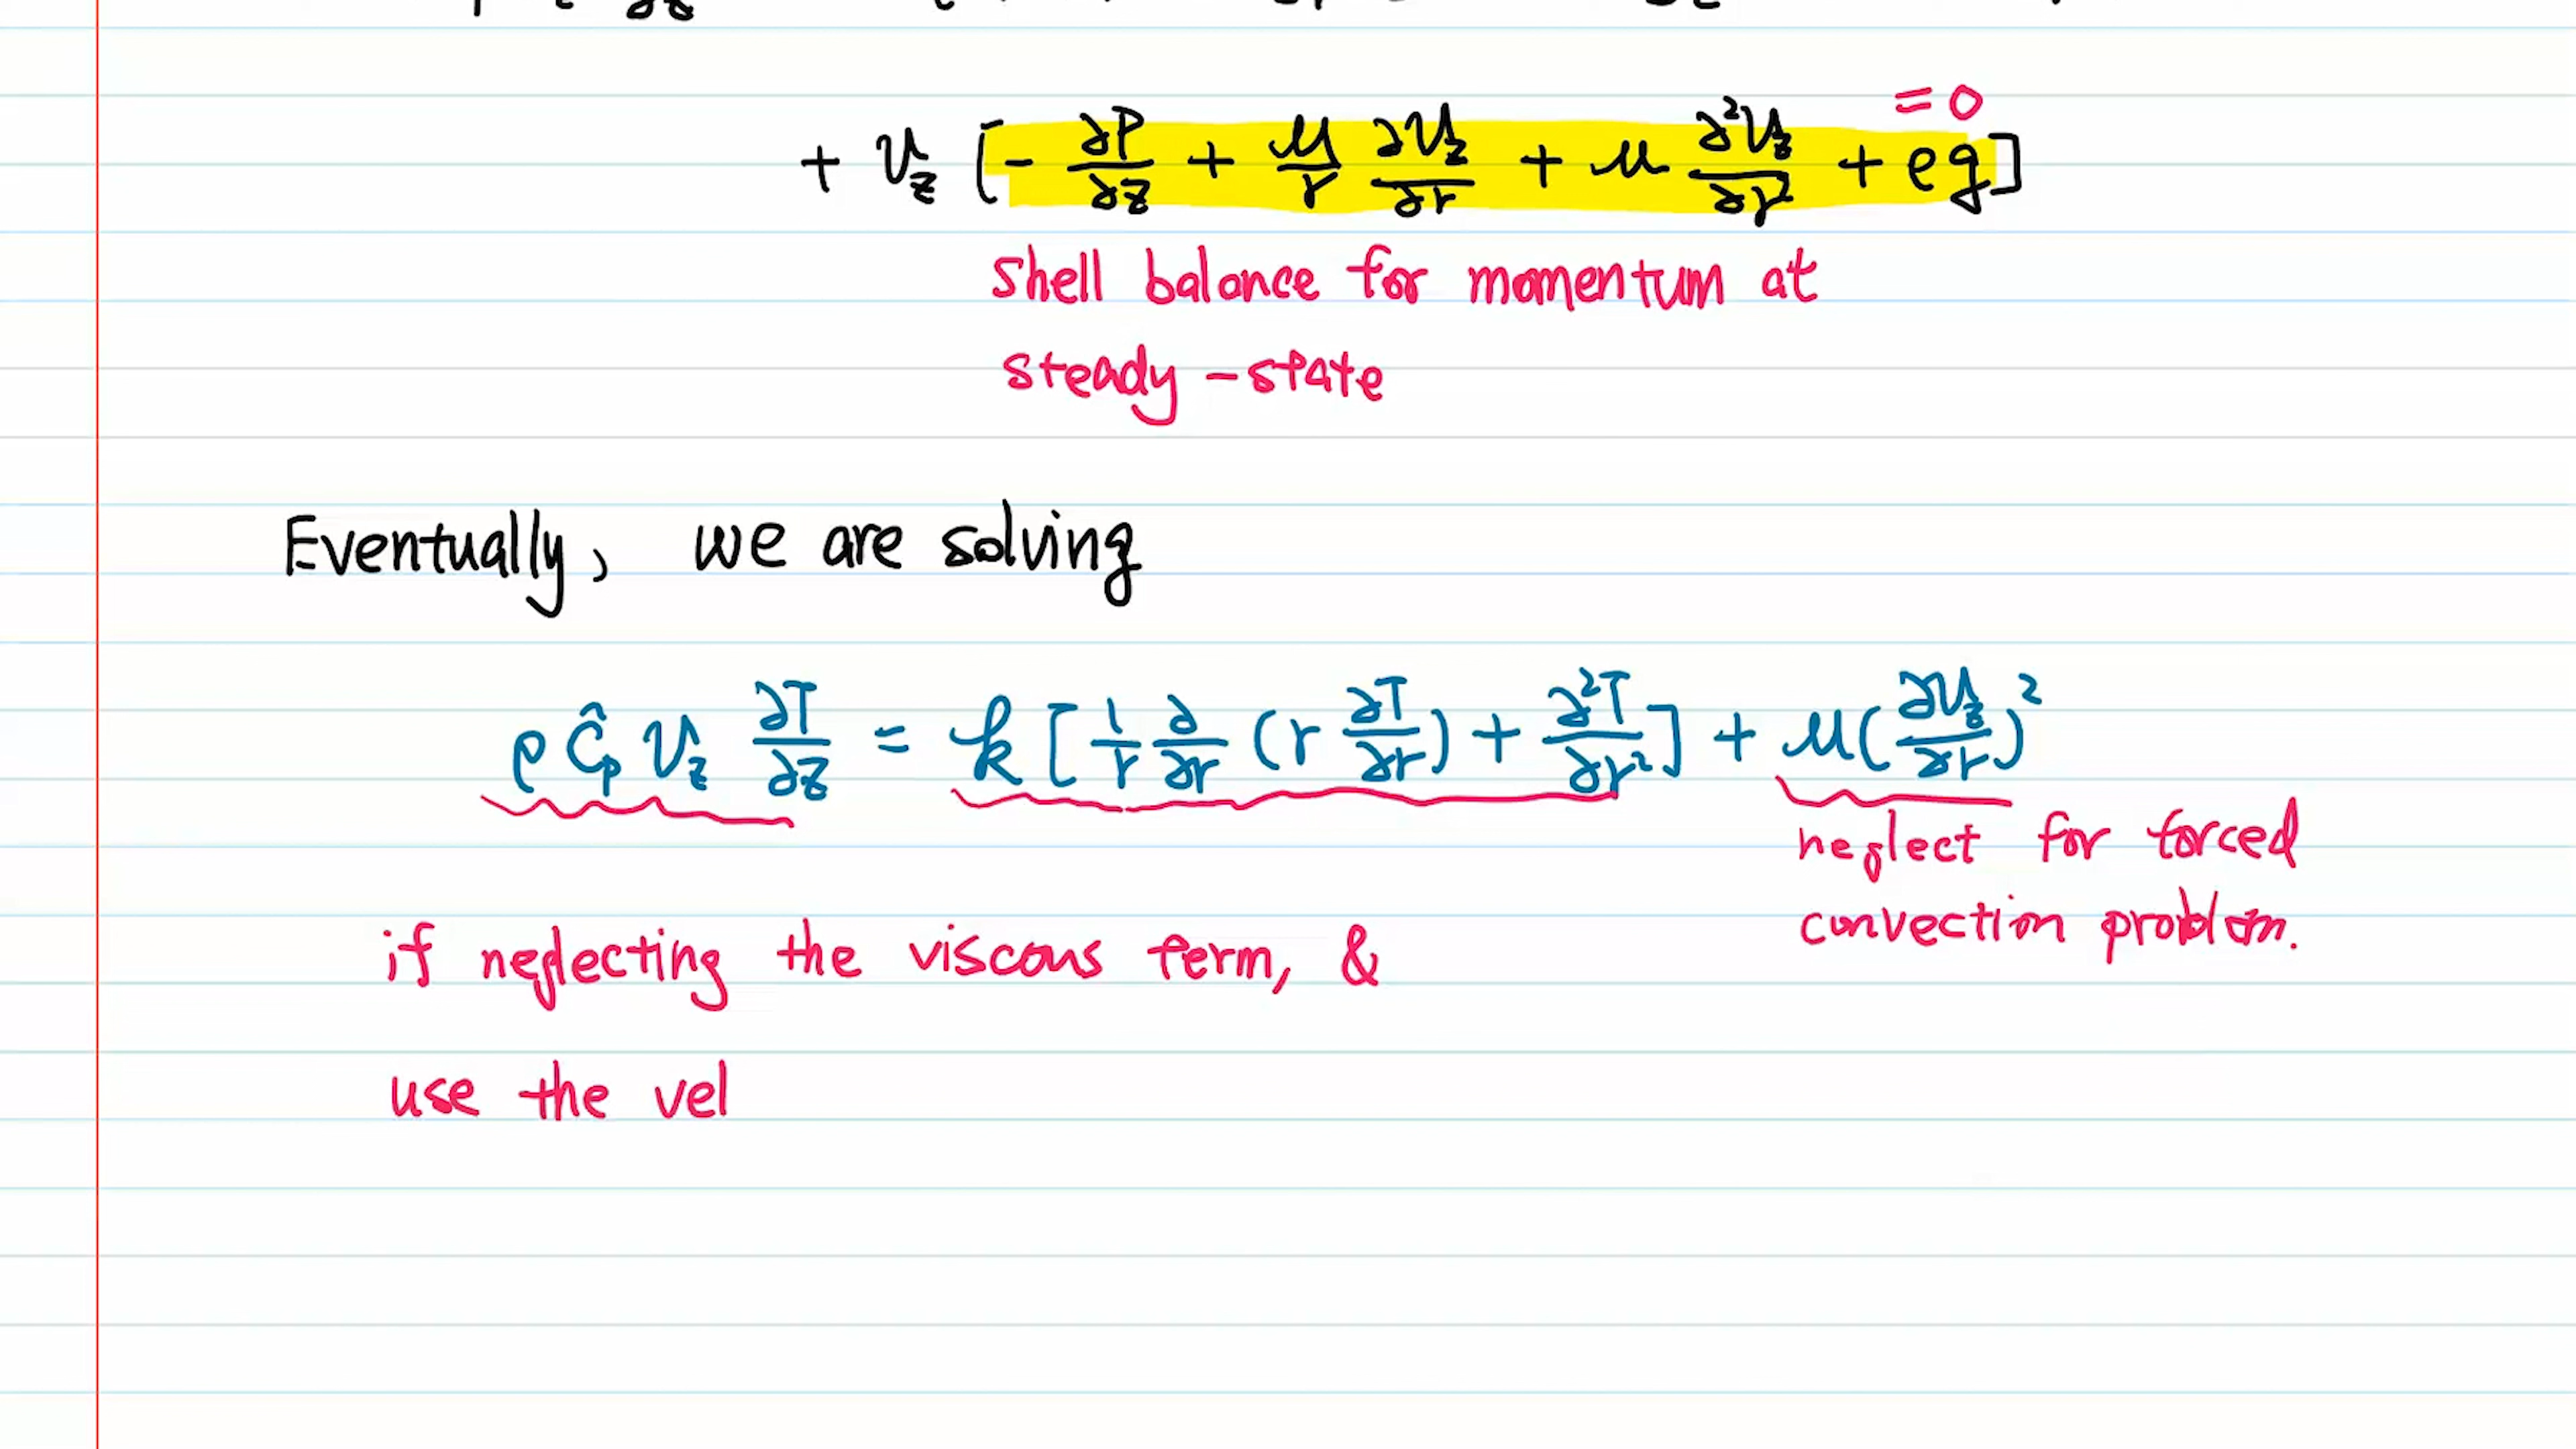 = 0
+ v_z [ - ∂P/∂z + μ/r ∂v_z/∂r + μ ∂²v_z/∂r² + ρg ]
shell balance for momentum at
steady-state
Eventually, we are solving
ρ Ĉp v_z ∂T/∂z = k [ 1/r ∂/∂r ( r ∂T/∂r ) + ∂²T/∂r² ] + μ ( ∂v_z/∂r )²
neglect for forced
convection problem.
if neglecting the viscous term, &
use the vel